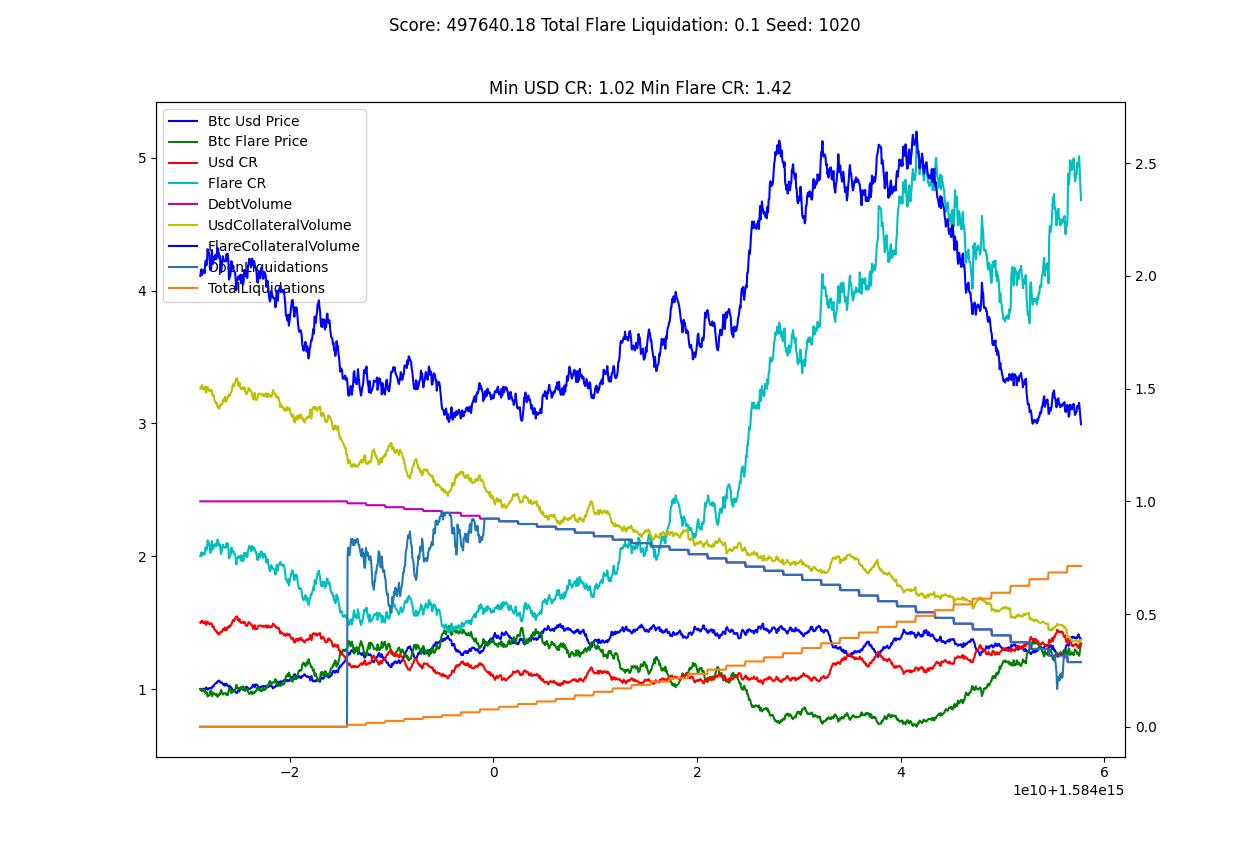 Score: 497640.18 Total Flare Liquidation: 0.1 Seed: 1020
Min USD CR: 1.02 Min Flare CR: 1.42
Btc Usd Price
Btc Flare Price
Usd CR
Flare CR
DebtVolume
UsdCollateralVolume
FlareCollateralVolume
OpenLiquidations
TotalLiquidations
5
4
3
2
1
2.5
2.0
1.5
1.0
0.5
0.0
−2 0 2 4 6
1e10+1.584e15